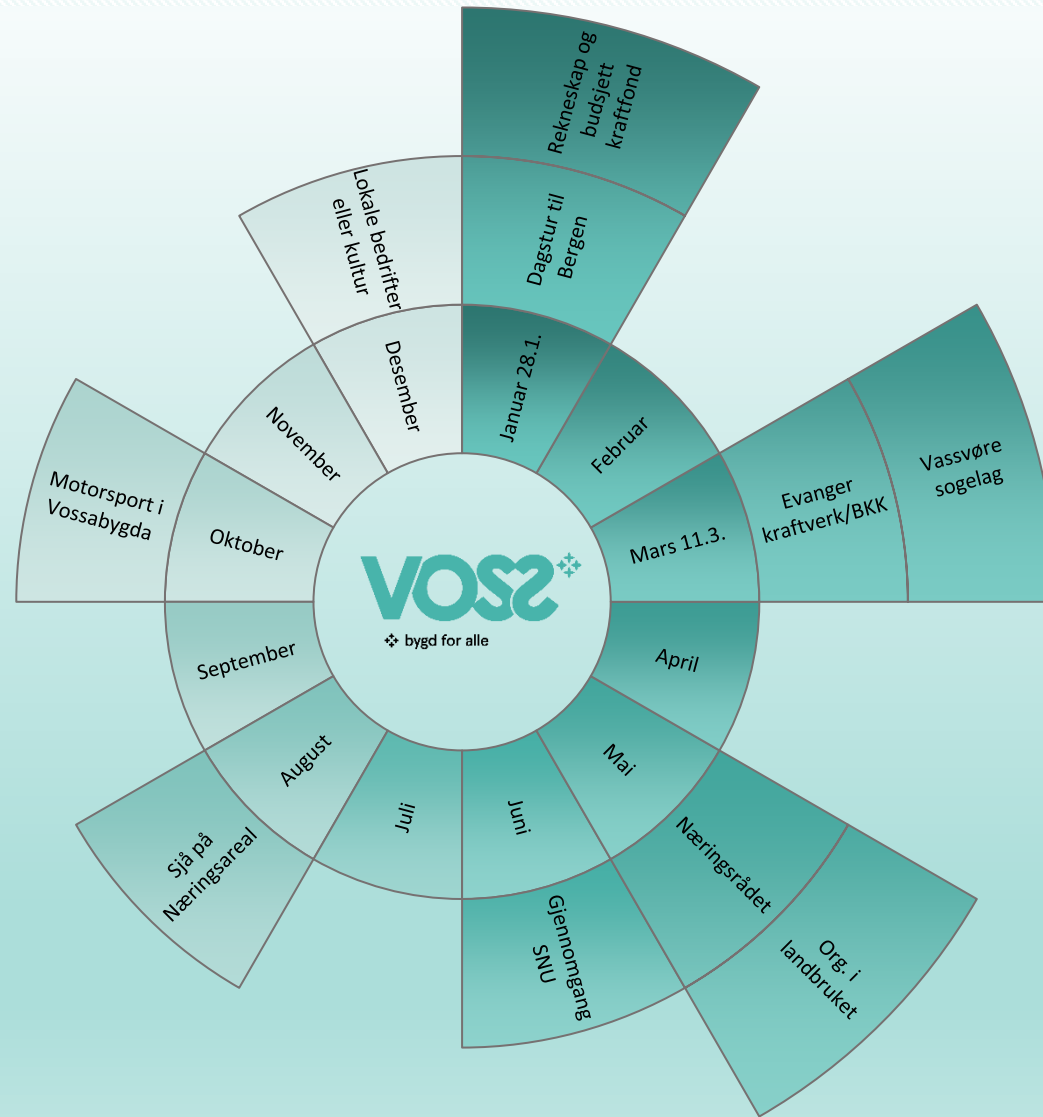 Rekneskap og
budsjett
kraftfond
Dagstur til
Bergen
Januar 28.1.
Februar
Mars 11.3.
Evanger
kraftverk/BKK
Vassvøre
sogelag
April
Mai
Næringsrådet
Org. i
landbruket
Juni
Gjennomgang
SNU
Juli
August
Sjå på
Næringsareal
September
Oktober
Motorsport i
Vossabygda
November
Desember
Lokale bedrifter
eller kultur
VOSS
bygd for alle